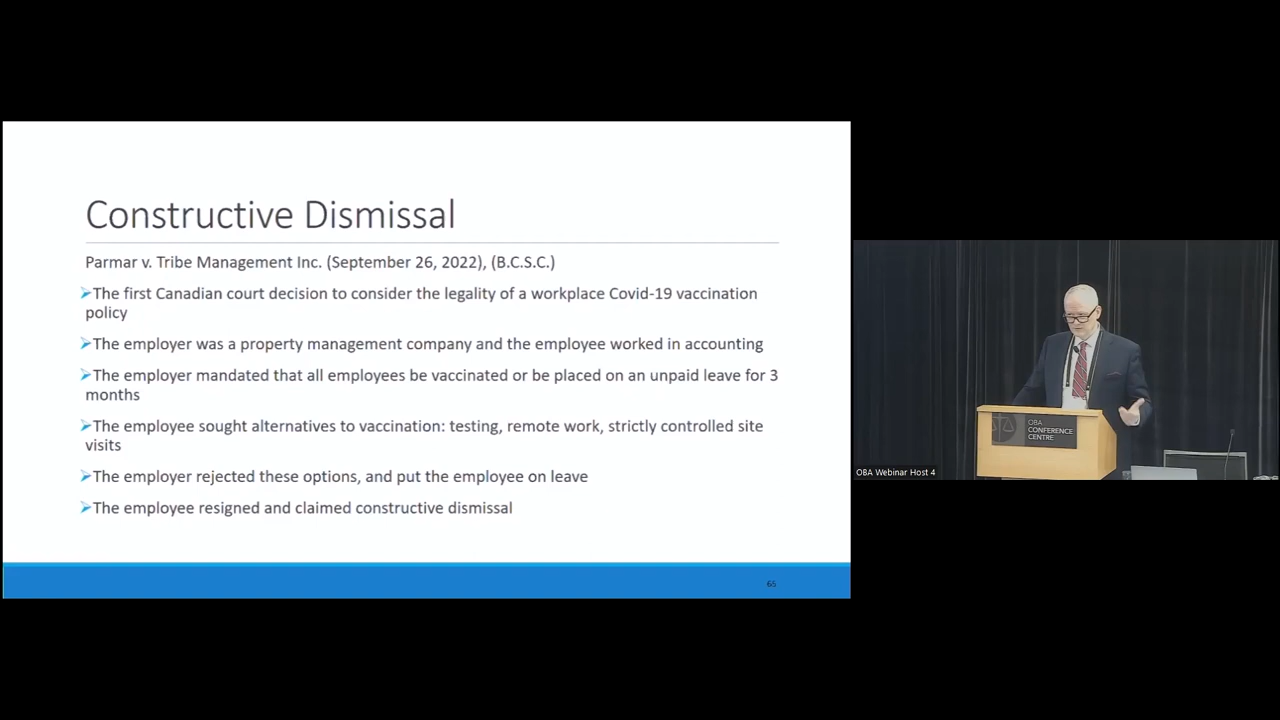 Constructive Dismissal
Parmar v. Tribe Management Inc. (September 26, 2022), (B.C.S.C.)
➢The first Canadian court decision to consider the legality of a workplace Covid-19 vaccination
policy
➢The employer was a property management company and the employee worked in accounting
➢The employer mandated that all employees be vaccinated or be placed on an unpaid leave for 3
months
➢The employee sought alternatives to vaccination: testing, remote work, strictly controlled site
visits
➢The employer rejected these options, and put the employee on leave
➢The employee resigned and claimed constructive dismissal
65
OBA
CONFERENCE
CENTRE
OBA Webinar Host 4